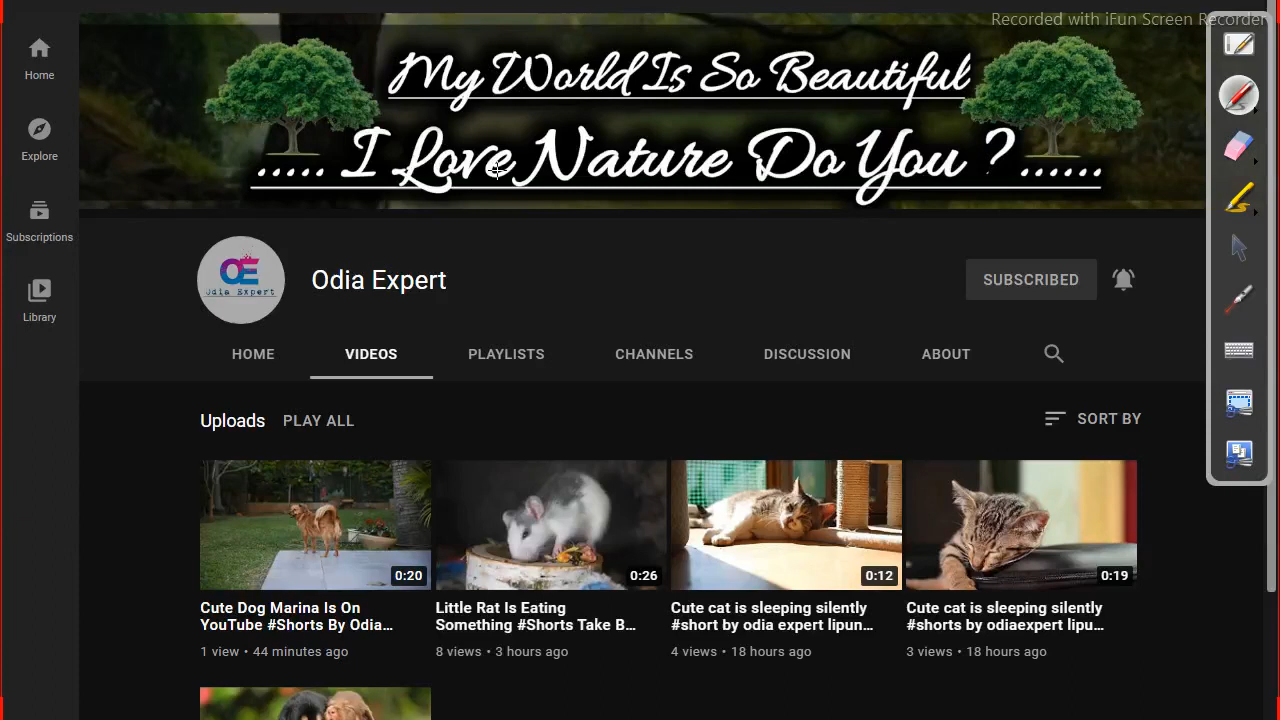 Recorded with iFun Screen Recorder
My World Is So Beautiful
..... I Love Nature Do You ?......
Home
Explore
Subscriptions
Library
OE
Odia Expert
Odia Expert
SUBSCRIBED
HOME VIDEOS PLAYLISTS CHANNELS DISCUSSION ABOUT
Uploads PLAY ALL SORT BY
0:20 0:26 0:12 0:19
Cute Dog Marina Is On
YouTube #Shorts By Odia...
1 view • 44 minutes ago
Little Rat Is Eating
Something #Shorts Take B...
8 views • 3 hours ago
Cute cat is sleeping silently
#short by odia expert lipun...
4 views • 18 hours ago
Cute cat is sleeping silently
#shorts by odiaexpert lipu...
3 views • 18 hours ago